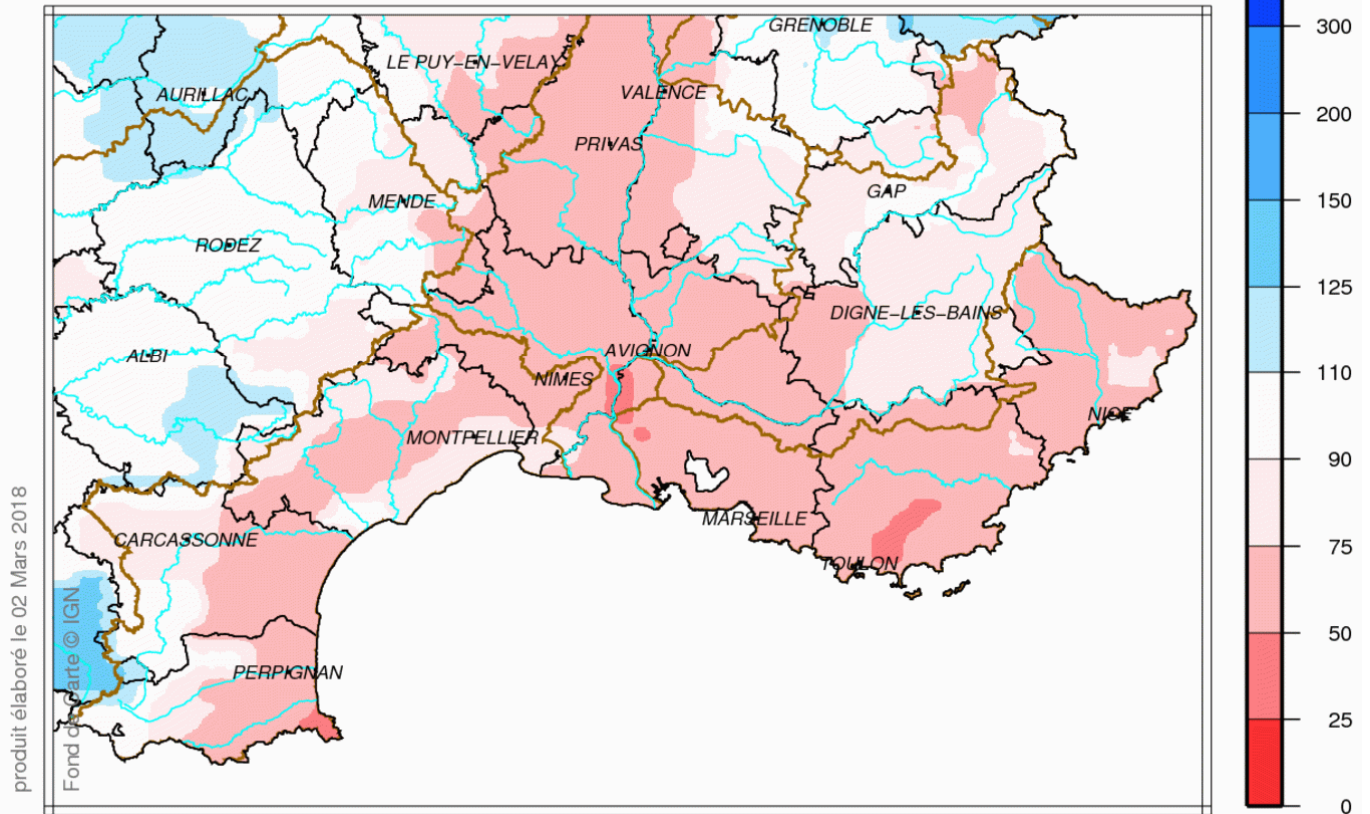 GRENOBLE
LE PUY-EN-VELAY
AURILLAC
VALENCE
PRIVAS
MENDE
GAP
RODEZ
DIGNE-LES-BAINS
ALBI
AVIGNON
NIMES
NICE
MONTPELLIER
MARSEILLE
CARCASSONNE
TOULON
PERPIGNAN
300
200
150
125
110
90
75
50
25
0
produit élaboré le 02 Mars 2018
Fond de Carte © IGN